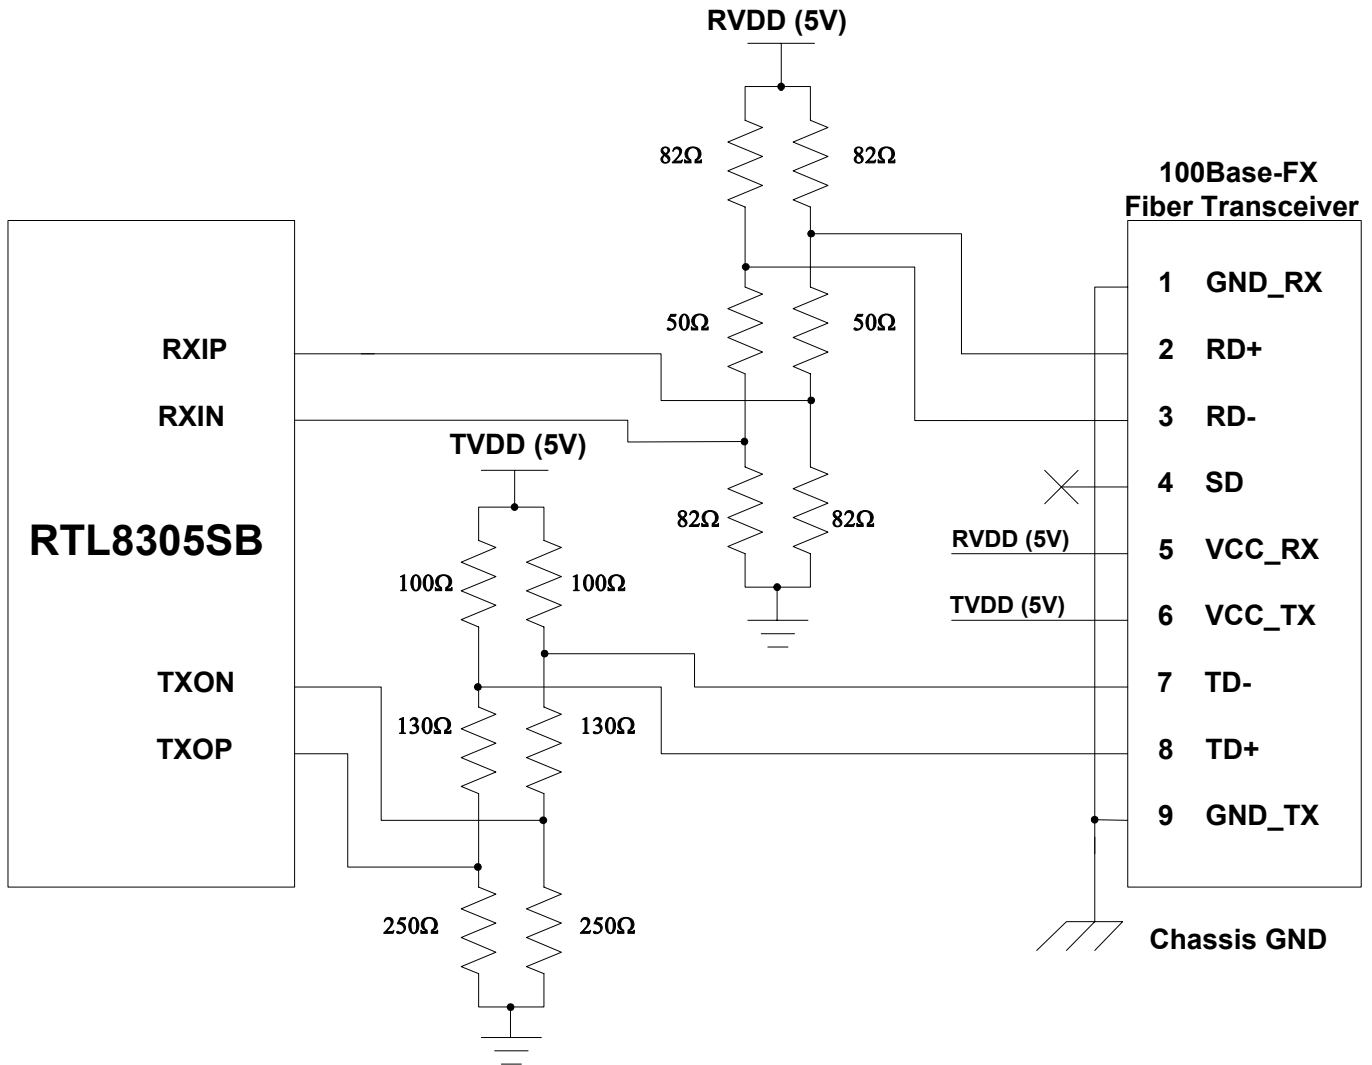 RVDD (5V)
82Ω
82Ω
100Base-FX
Fiber Transceiver
1 GND_RX
50Ω
50Ω
RXIP
2 RD+
RXIN
3 RD-
TVDD (5V)
4 SD
82Ω
82Ω
RTL8305SB
RVDD (5V)
5 VCC_RX
100Ω
100Ω
TVDD (5V)
6 VCC_TX
TXON
7 TD-
130Ω
130Ω
TXOP
8 TD+
9 GND_TX
250Ω
250Ω
Chassis GND